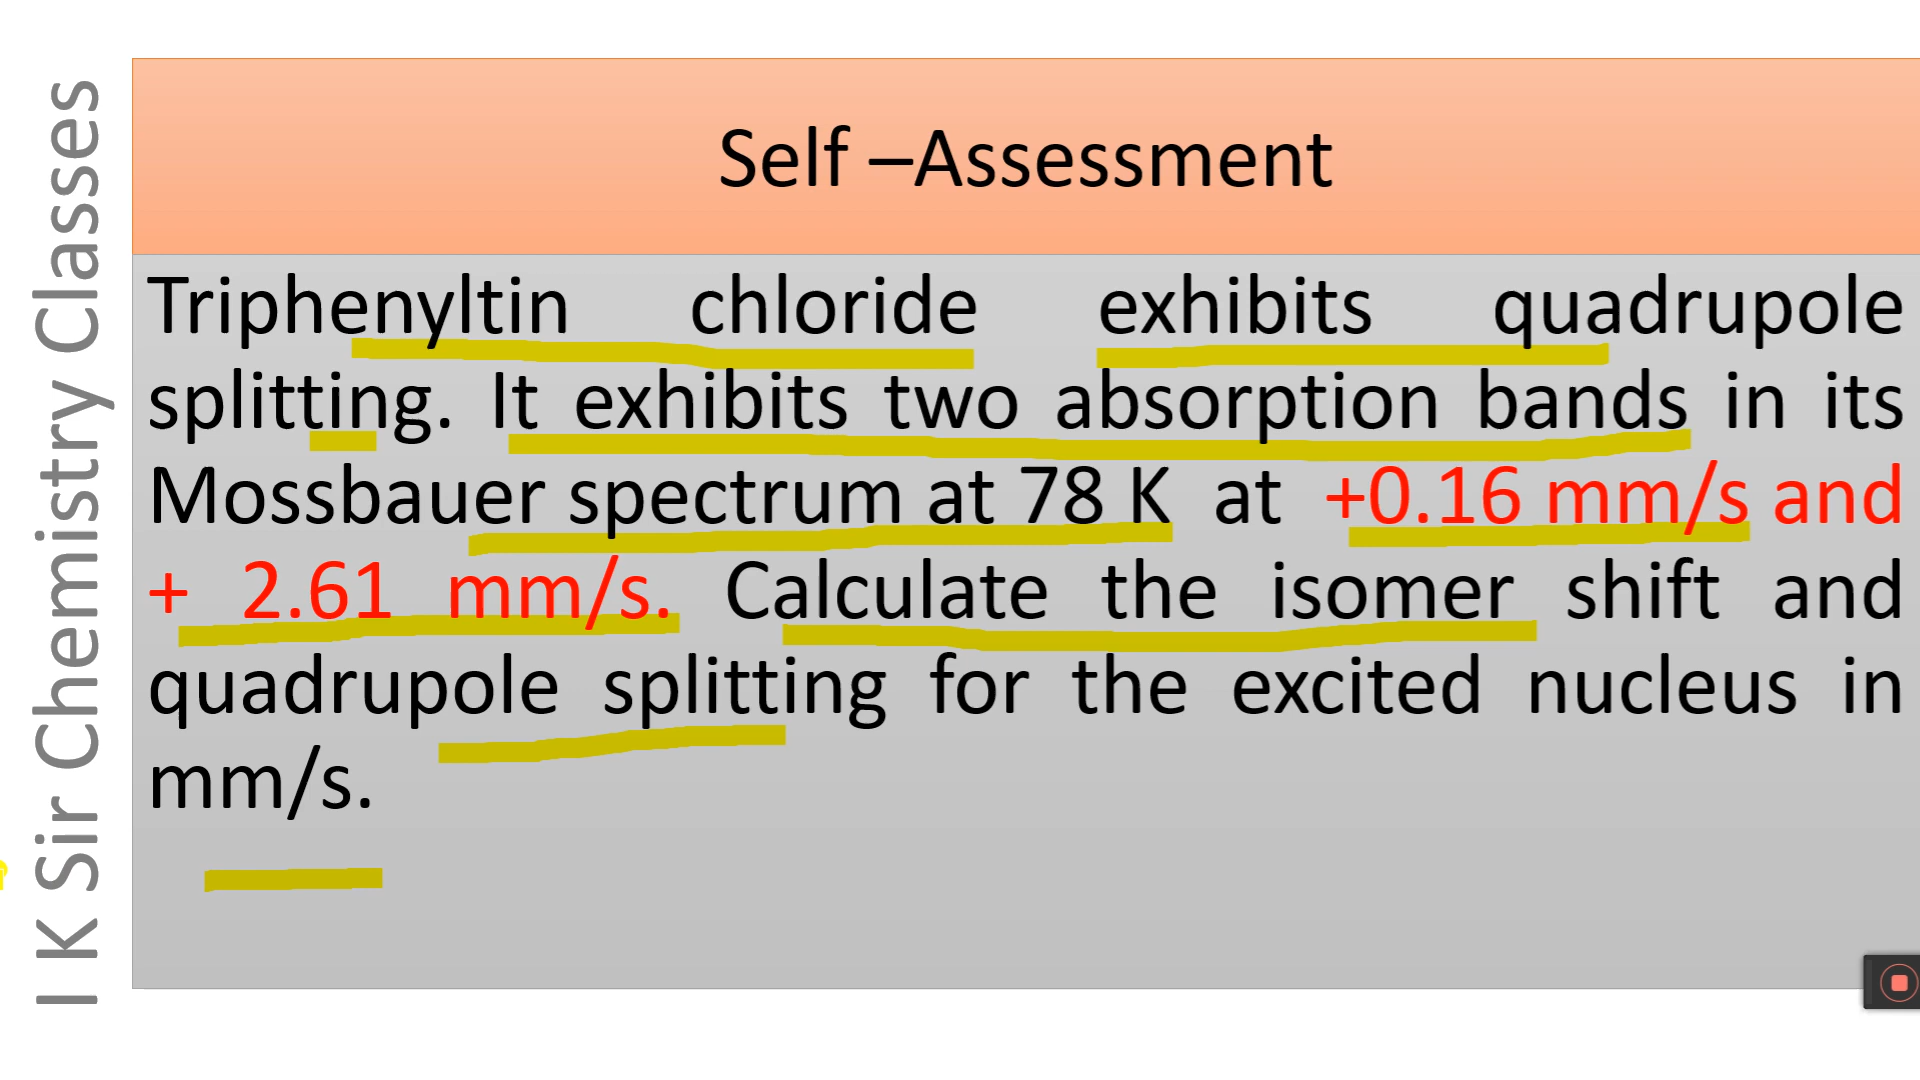 I K Sir Chemistry Classes
Self –Assessment
Triphenyltin chloride exhibits quadrupole
splitting. It exhibits two absorption bands in its
Mossbauer spectrum at 78 K at +0.16 mm/s and
+ 2.61 mm/s. Calculate the isomer shift and
quadrupole splitting for the excited nucleus in
mm/s.